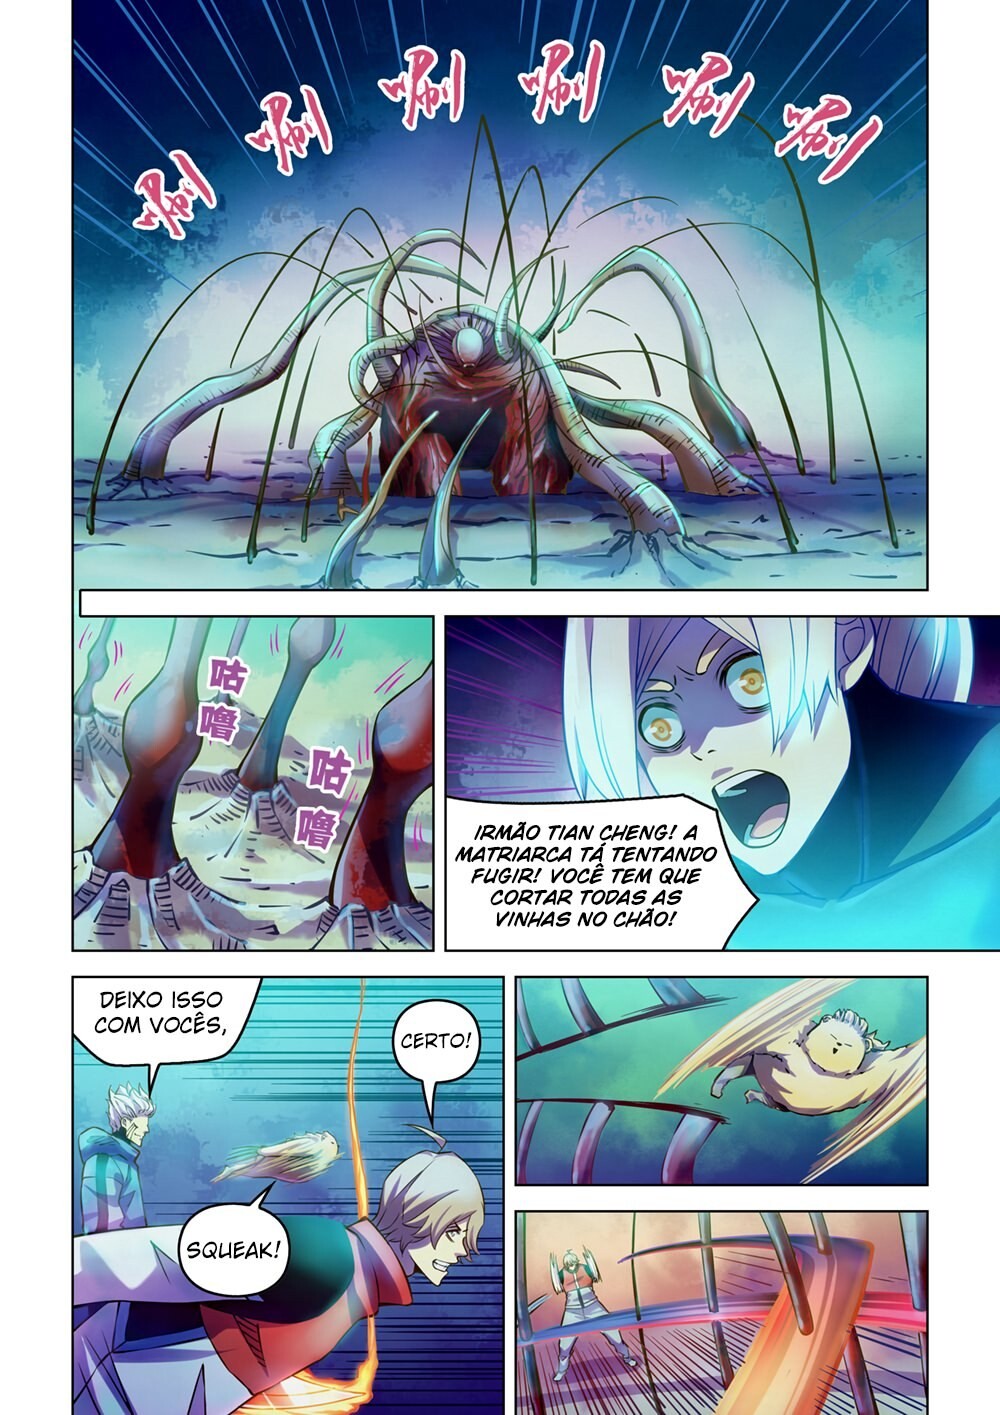 唰
唰
唰
唰
唰
唰
咕
噜
咕
噜
IRMÃO TIAN CHENG! A
MATRIARCA TÁ TENTANDO
FUGIR! VOCÊ TEM QUE
CORTAR TODAS AS
VINHAS NO CHÃO!
DEIXO ISSO
COM VOCÊS,
CERTO!
SQUEAK!